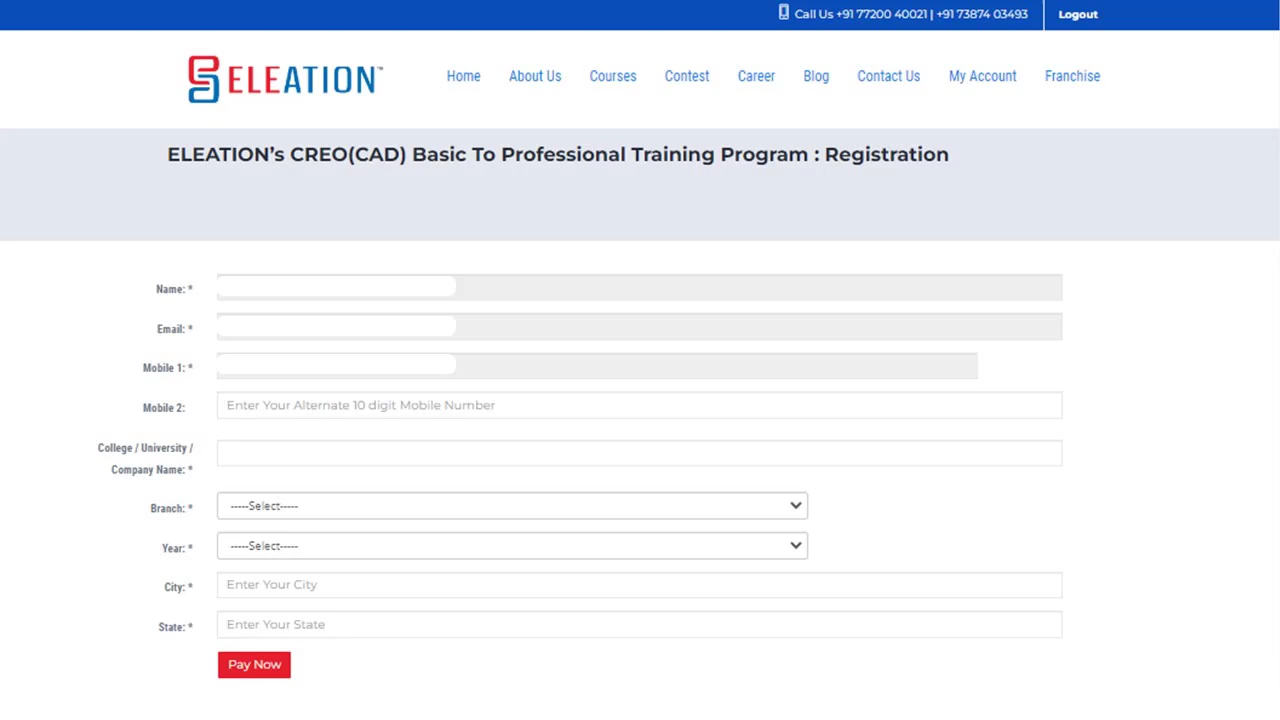 Call Us +91 77200 40021 | +91 73874 03493 Logout
ELEATION™
Home About Us Courses Contest Career Blog Contact Us My Account Franchise
ELEATION’s CREO(CAD) Basic To Professional Training Program : Registration
Name: *
Email: *
Mobile 1: *
Mobile 2: Enter Your Alternate 10 digit Mobile Number
College / University /
Company Name: *
Branch: * -----Select-----
Year: * -----Select-----
City: * Enter Your City
State: * Enter Your State
Pay Now